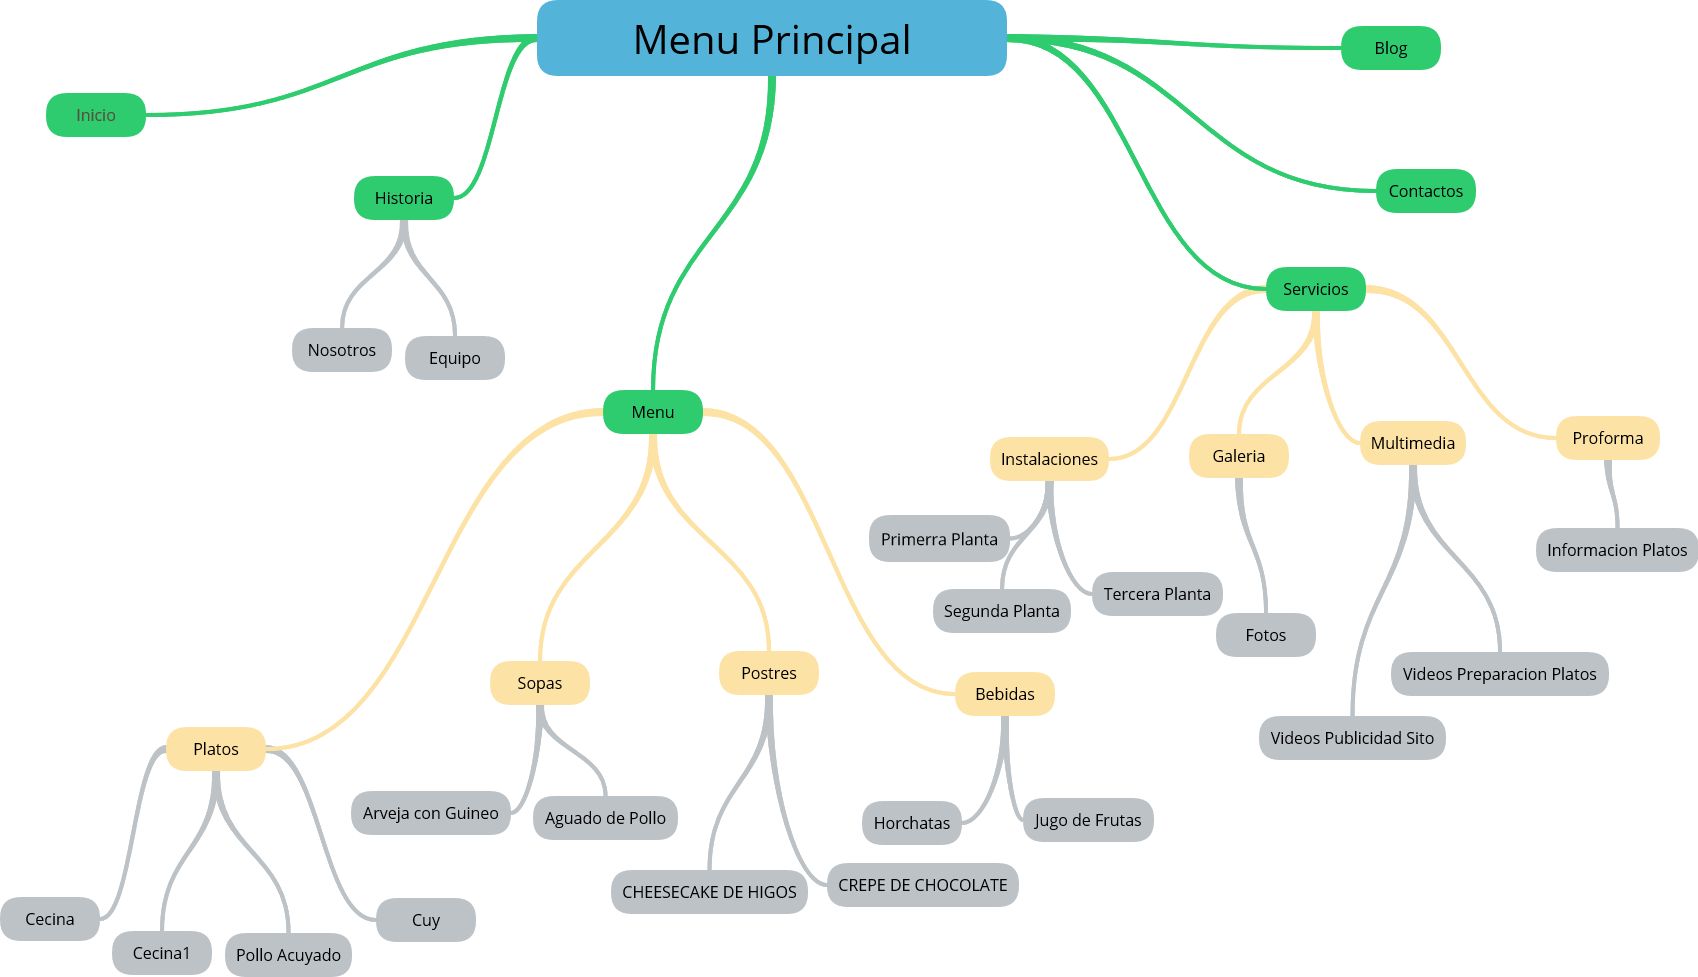 Menu Principal
Blog
Inicio
Contactos
Historia
Servicios
Nosotros
Equipo
Menu
Instalaciones
Galeria
Multimedia
Proforma
Primerra Planta
Informacion Platos
Segunda Planta
Tercera Planta
Fotos
Sopas
Postres
Bebidas
Videos Preparacion Platos
Videos Publicidad Sito
Platos
Arveja con Guineo
Aguado de Pollo
Horchatas
Jugo de Frutas
CHEESECAKE DE HIGOS
CREPE DE CHOCOLATE
Cecina
Cecina1
Pollo Acuyado
Cuy